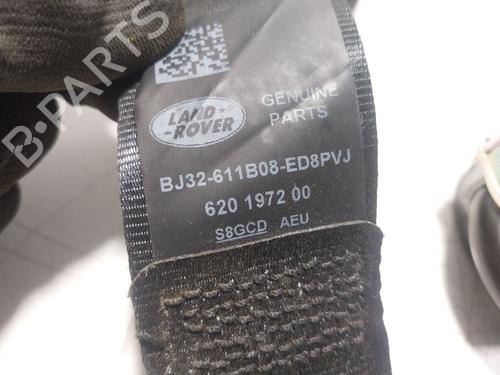 B-PARTS
LAND-
-ROVER
GENUINE
PARTS
BJ32-611B08-ED8PVJ
620 1972 00
S8GCD AEU